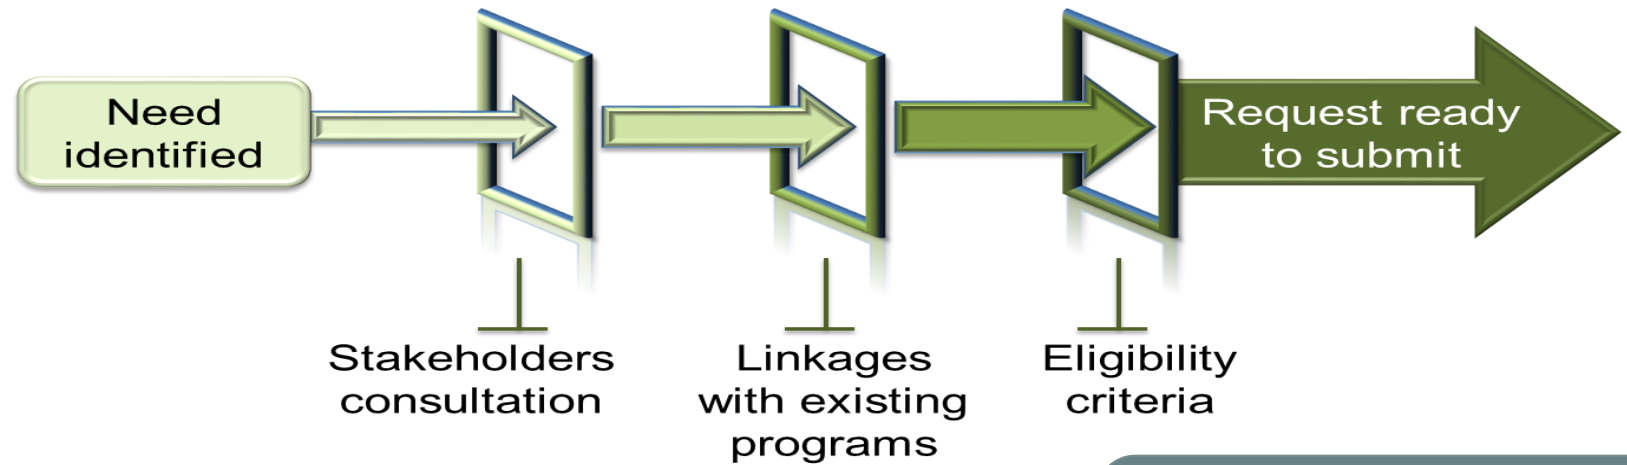 Need
identified
Request ready
to submit
Stakeholders
consultation
Linkages
with existing
programs
Eligibility
criteria